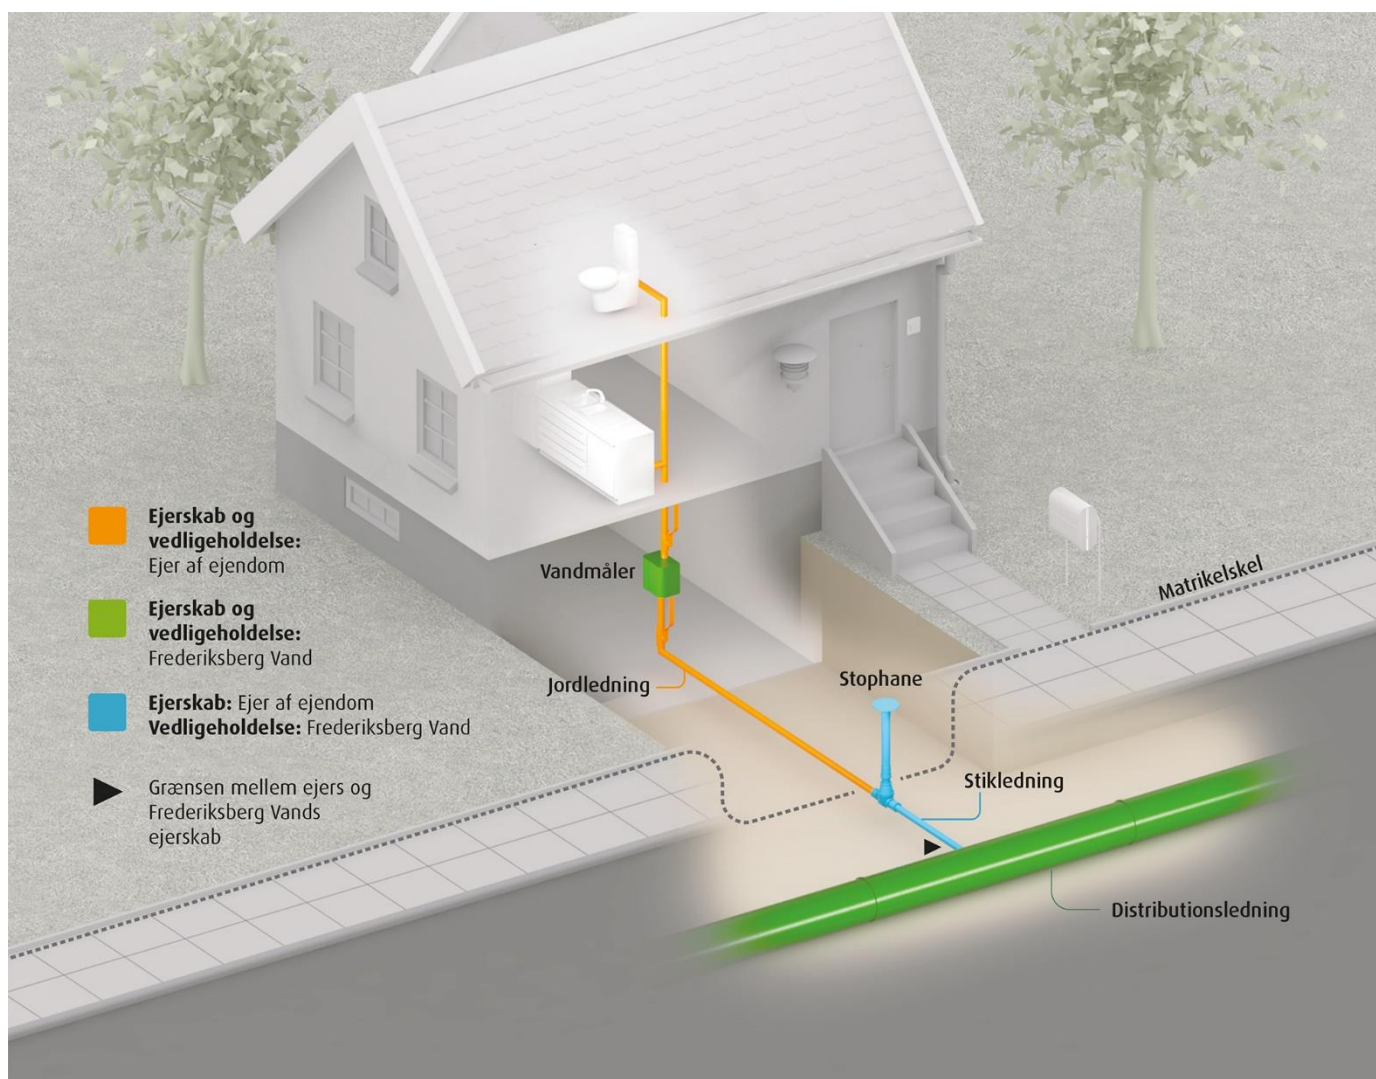 Ejerskab og
vedligeholdelse:
Ejer af ejendom
Ejerskab og
vedligeholdelse:
Frederiksberg Vand
Ejerskab: Ejer af ejendom
Vedligeholdelse: Frederiksberg Vand
Grænsen mellem ejers og
Frederiksberg Vands
ejerskab
Vandmåler
Jordledning
Stophane
Matrikelskel
Stikledning
Distributionsledning